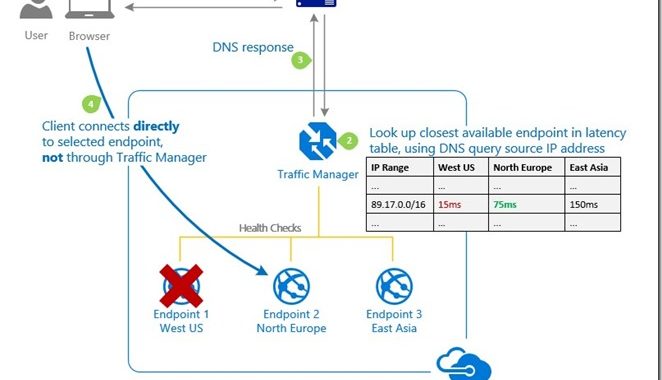 User
Browser
DNS response
3
4
Client connects directly
to selected endpoint,
not through Traffic Manager
2
Look up closest available endpoint in latency
table, using DNS query source IP address
Traffic Manager
IP Range West US North Europe East Asia
... ... ... ...
89.17.0.0/16 15ms 75ms 150ms
... ... ... ...
Health Checks
Endpoint 1
West US
Endpoint 2
North Europe
Endpoint 3
East Asia